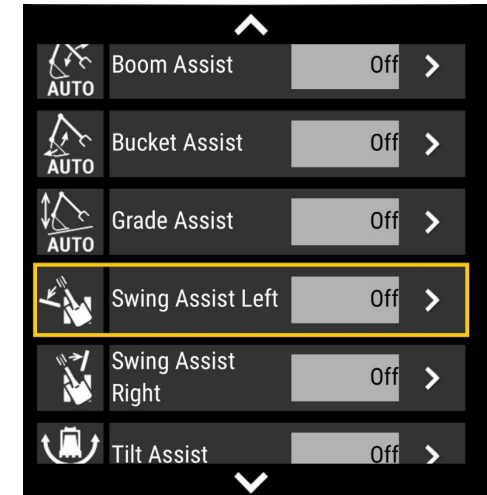 AUTO
Boom Assist
Off
AUTO
Bucket Assist
Off
AUTO
Grade Assist
Off
Swing Assist Left
Off
Swing Assist
Right
Off
Tilt Assist
Off